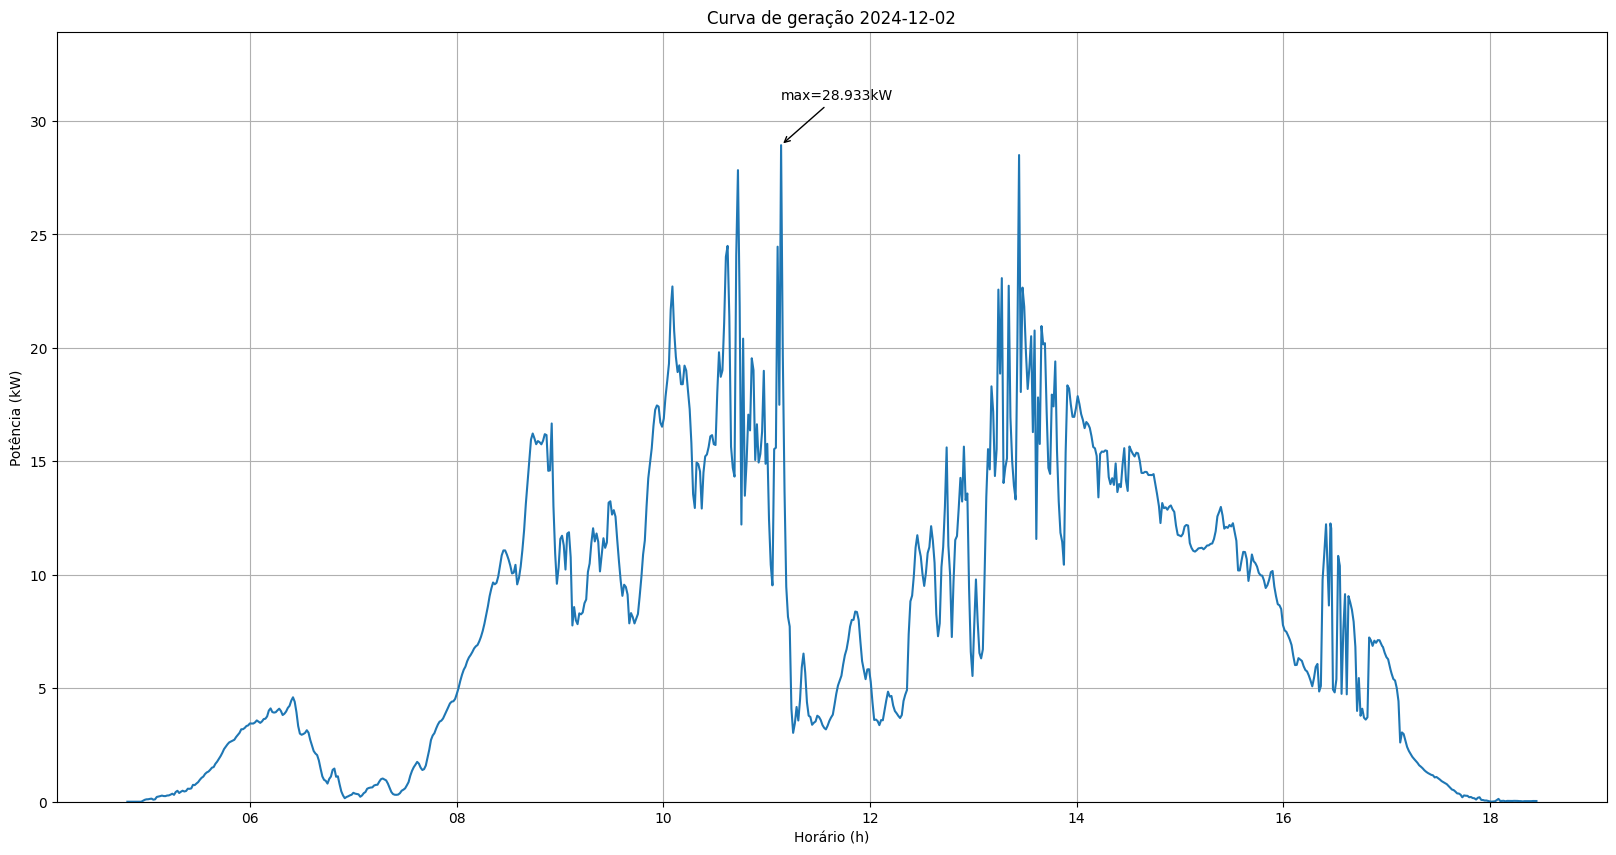 Curva de geração 2024-12-02
max=28.933kW
30
25
20
15
10
5
0
Potência (kW)
06 08 10 12 14 16 18
Horário (h)